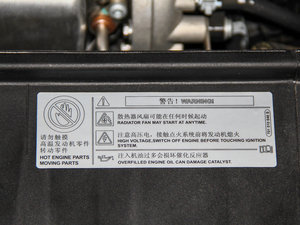 警告! WARNING!
散热器风扇可能在任何时候起动
RADIATOR FAN MAY START AT ANYTIME.
注意高压电，接触点火系统前将发动机熄火
HIGH VOLTAGE,SWITCH OFF ENGINE BEFORE TOUCHING IGNITION
SYSTEM.
注入机油过多会损坏催化反应器
OVERFILLED ENGINE OIL CAN DAMAGE CATALYST.
请勿触摸
高温发动机零件
转动零件
HOT ENGINE PARTS
MOVING PARTS